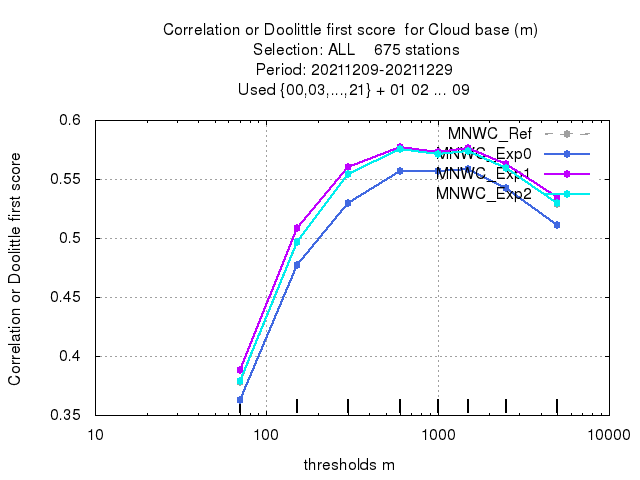 Correlation or Doolittle first score  for Cloud base (m)
Selection: ALL    675 stations
Period: 20211209-20211229
Used {00,03,...,21} + 01 02 ... 09
Correlation or Doolittle first score
0.6
0.55
0.5
0.45
0.4
0.35
MNWC_Ref
MNWC_Exp0
MNWC_Exp1
MNWC_Exp2
10
100
1000
10000
thresholds m